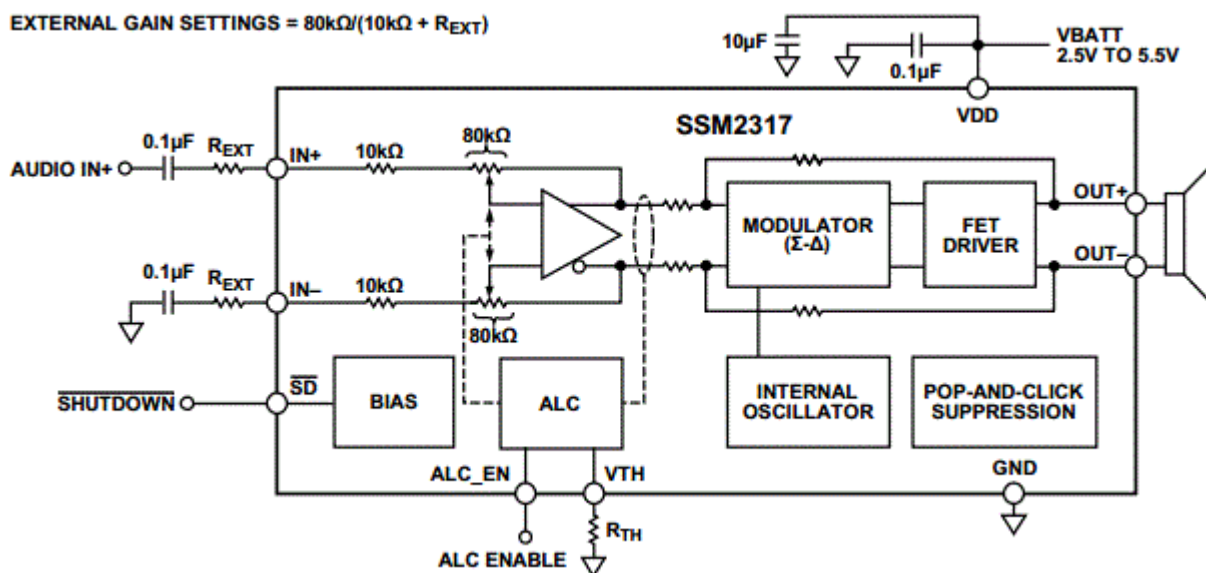 EXTERNAL GAIN SETTINGS = 80kΩ/(10kΩ + REXT)
10µF
0.1µF
VBATT
2.5V TO 5.5V
VDD
SSM2317
AUDIO IN+
0.1µF
REXT
IN+
10kΩ
80kΩ
MODULATOR
(Σ-Δ)
FET
DRIVER
OUT+
OUT–
0.1µF
REXT
IN–
10kΩ
80kΩ
SHUTDOWN
SD
BIAS
ALC
INTERNAL
OSCILLATOR
POP-AND-CLICK
SUPPRESSION
ALC_EN
VTH
GND
RTH
ALC ENABLE